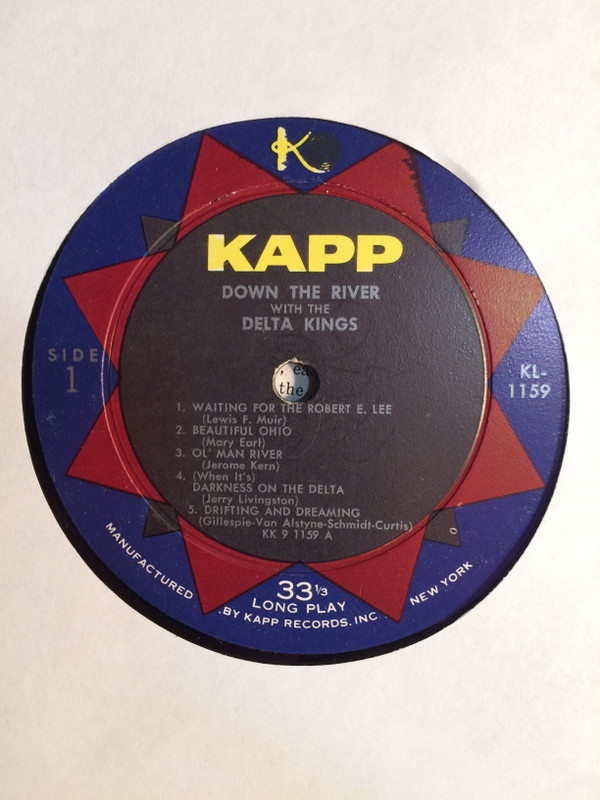 K
KAPP
DOWN THE RIVER
WITH THE
DELTA KINGS
SIDE
1
KL-
1159
the
1. WAITING FOR THE ROBERT E. LEE
(Lewis F. Muir)
2. BEAUTIFUL OHIO
(Mary Earl)
3. OL' MAN RIVER
(Jerome Kern)
4. (When It's)
DARKNESS ON THE DELTA
(Jerry Livingston)
5. DRIFTING AND DREAMING
(Gillespie-Van Alstyne-Schmidt-Curtis)
KK 9 1159 A
33 1/3
LONG PLAY
MANUFACTURED BY KAPP RECORDS, INC. NEW YORK